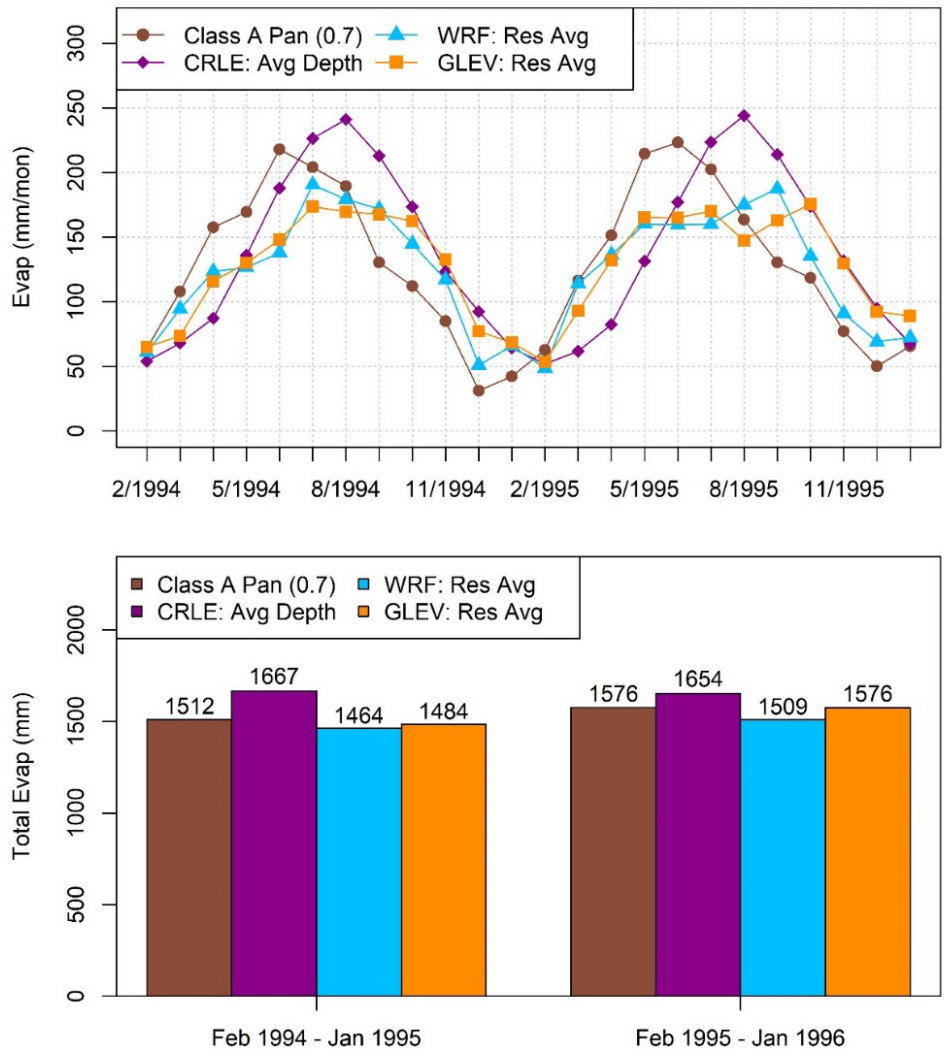 Class A Pan (0.7) WRF: Res Avg
CRLE: Avg Depth GLEV: Res Avg
300
250
200
150
100
50
0
Evap (mm/mon)
2/1994 5/1994 8/1994 11/1994 2/1995 5/1995 8/1995 11/1995
Class A Pan (0.7) WRF: Res Avg
CRLE: Avg Depth GLEV: Res Avg
2000
1500
1000
500
0
Total Evap (mm)
1512 1667 1464 1484 1576 1654 1509 1576
Feb 1994 - Jan 1995 Feb 1995 - Jan 1996